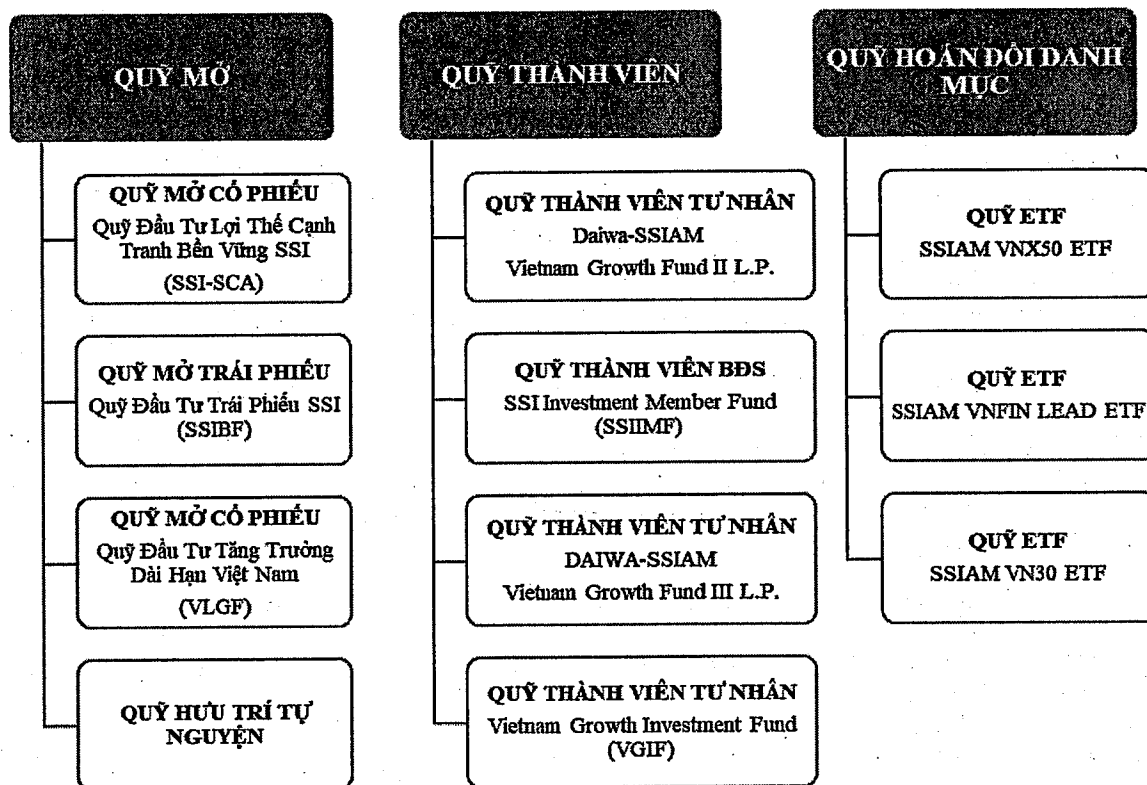 QUỸ MỞ
QUỸ MỞ CỔ PHIẾU
Quỹ Đầu Tư Lợi Thế Cạnh
Tranh Bền Vững SSI
(SSI-SCA)
QUỸ MỞ TRÁI PHIẾU
Quỹ Đầu Tư Trái Phiếu SSI
(SSIBF)
QUỸ MỞ CỔ PHIẾU
Quỹ Đầu Tư Tăng Trưởng
Dài Hạn Việt Nam
(VLGF)
QUỸ HƯU TRÍ TỰ
NGUYỆN
QUỸ THÀNH VIÊN
QUỸ THÀNH VIÊN TƯ NHÂN
Daiwa-SSIAM
Vietnam Growth Fund II L.P.
QUỸ THÀNH VIÊN BĐS
SSI Investment Member Fund
(SSIIMF)
QUỸ THÀNH VIÊN TƯ NHÂN
DAIWA-SSIAM
Vietnam Growth Fund III L.P.
QUỸ THÀNH VIÊN TƯ NHÂN
Vietnam Growth Investment Fund
(VGIF)
QUỸ HOÁN ĐỔI DANH
MỤC
QUỸ ETF
SSIAM VNX50 ETF
QUỸ ETF
SSIAM VNFIN LEAD ETF
QUỸ ETF
SSIAM VN30 ETF